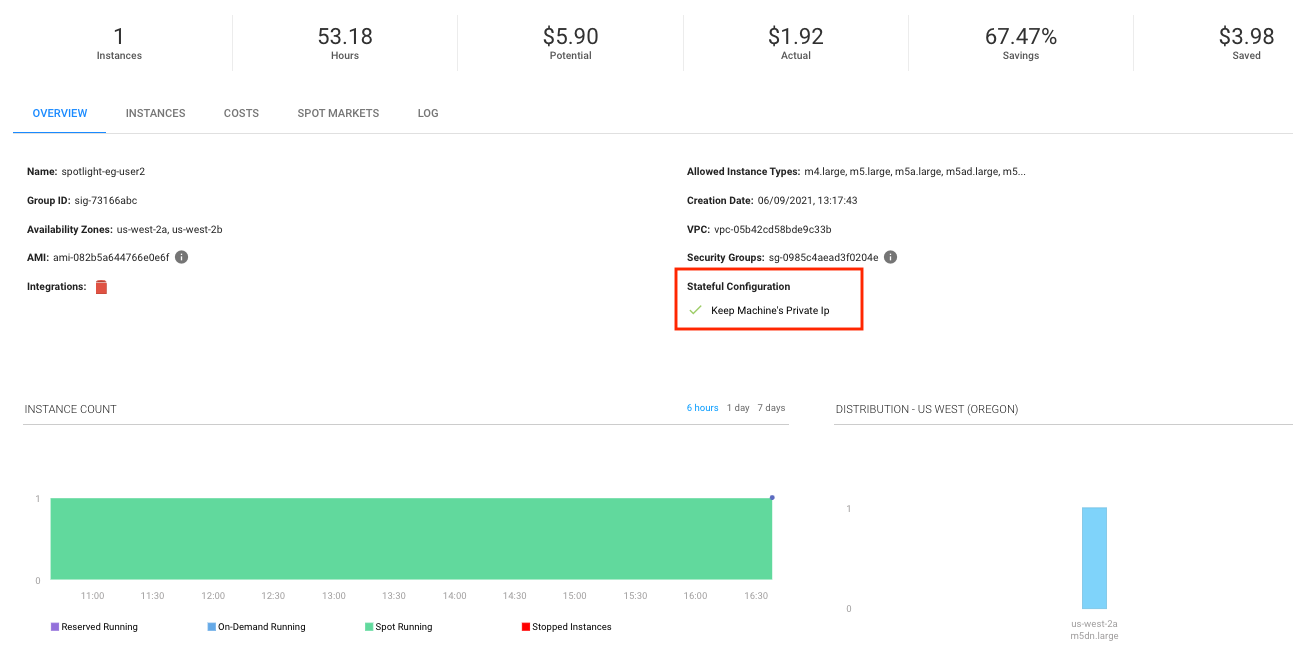 1
Instances
53.18
Hours
$5.90
Potential
$1.92
Actual
67.47%
Savings
$3.98
Saved
OVERVIEW INSTANCES COSTS SPOT MARKETS LOG
Name: spotlight-eg-user2
Group ID: sig-73166abc
Availability Zones: us-west-2a, us-west-2b
AMI: ami-082b5a644766e0e6f
Integrations:
Allowed Instance Types: m4.large, m5.large, m5a.large, m5ad.large, m5...
Creation Date: 06/09/2021, 13:17:43
VPC: vpc-05b42cd58bde9c33b
Security Groups: sg-0985c4aead3f0204e
Stateful Configuration
Keep Machine's Private Ip
INSTANCE COUNT
6 hours 1 day 7 days
1
0
11:00 11:30 12:00 12:30 13:00 13:30 14:00 14:30 15:00 15:30 16:00 16:30
Reserved Running On-Demand Running Spot Running Stopped Instances
DISTRIBUTION - US WEST (OREGON)
1
0
us-west-2a
m5dn.large